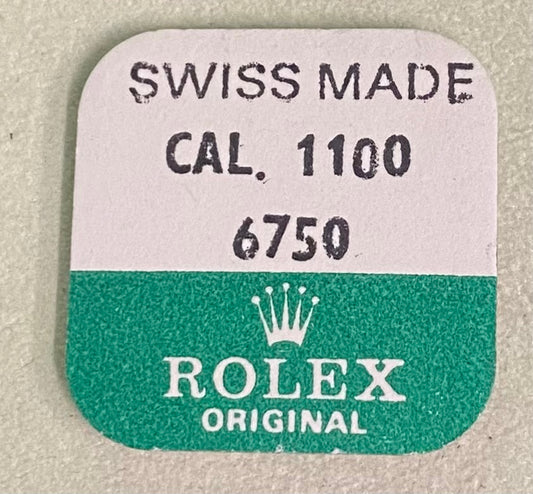 SWISS MADE
CAL. 1100
6750
ROLEX
ORIGINAL